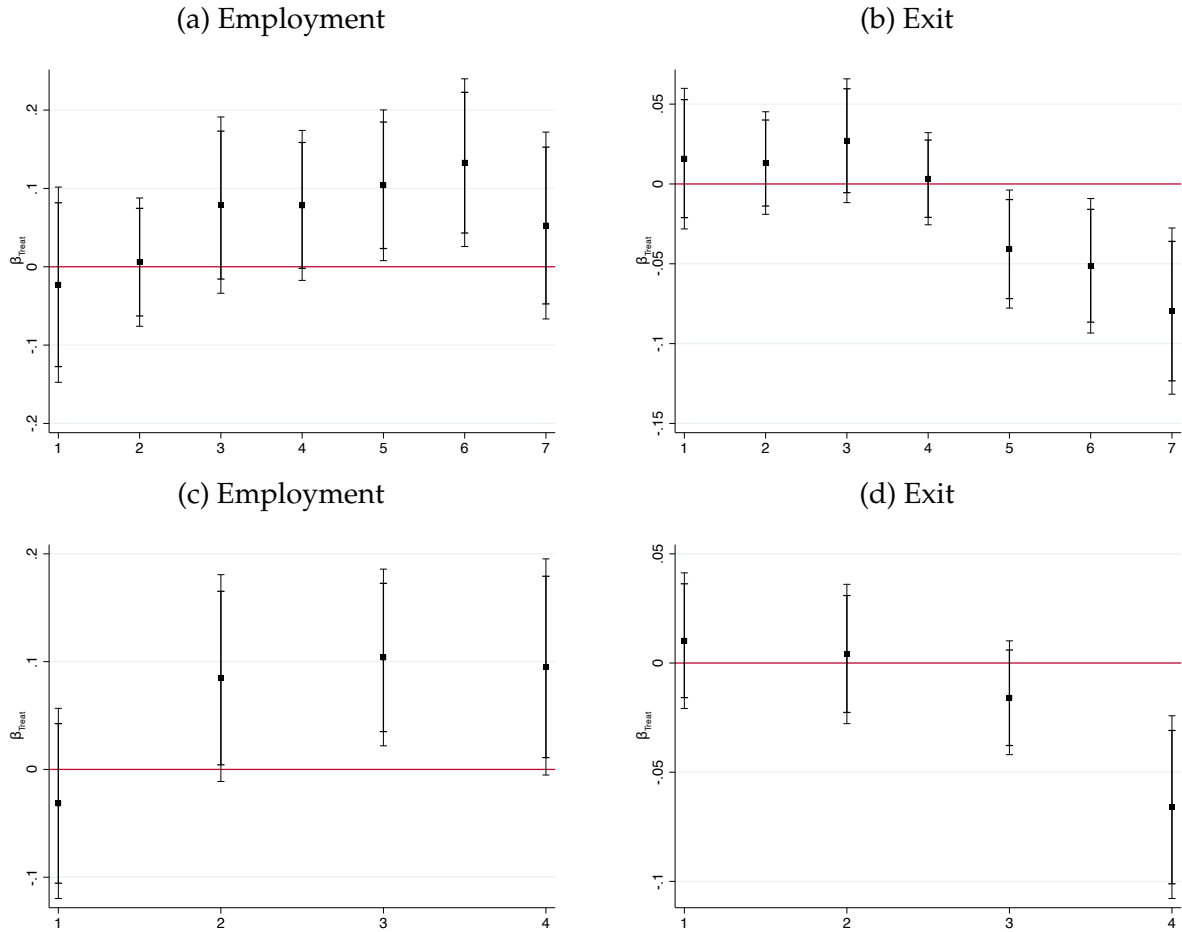 (a) Employment
β_Treat
.2
.1
0
-.1
-.2
1 2 3 4 5 6 7
(b) Exit
β_Treat
.05
0
-.05
-.1
-.15
1 2 3 4 5 6 7
(c) Employment
β_Treat
.2
.1
0
-.1
1 2 3 4
(d) Exit
β_Treat
.05
0
-.05
-.1
1 2 3 4